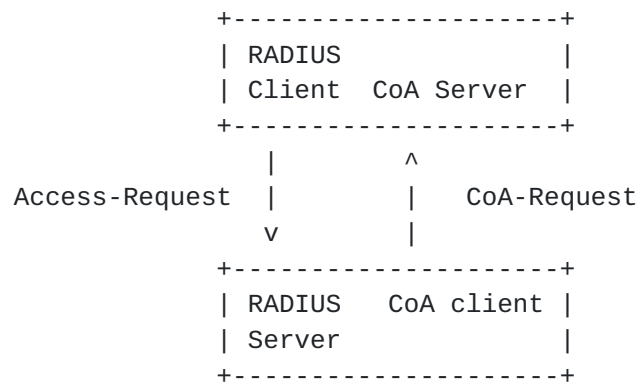 +---------------------+
| RADIUS              |
| Client  CoA Server  |
+---------------------+
   |         ^
Access-Request  |        |   CoA-Request
   v         |
+---------------------+
| RADIUS   CoA client |
| Server              |
+---------------------+